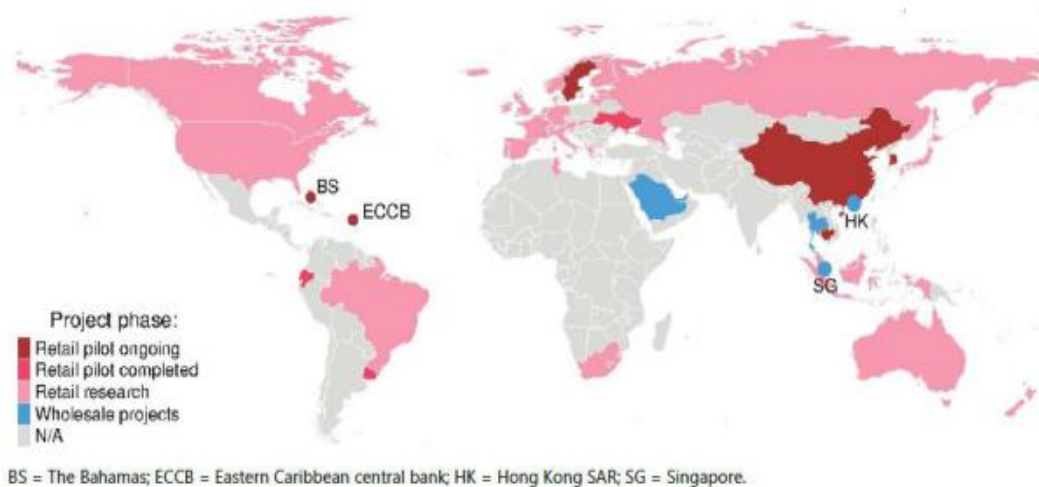 BS
ECCB
HK
SG
Project phase:
Retail pilot ongoing
Retail pilot completed
Retail research
Wholesale projects
N/A
BS = The Bahamas; ECCB = Eastern Caribbean central bank; HK = Hong Kong SAR; SG = Singapore.